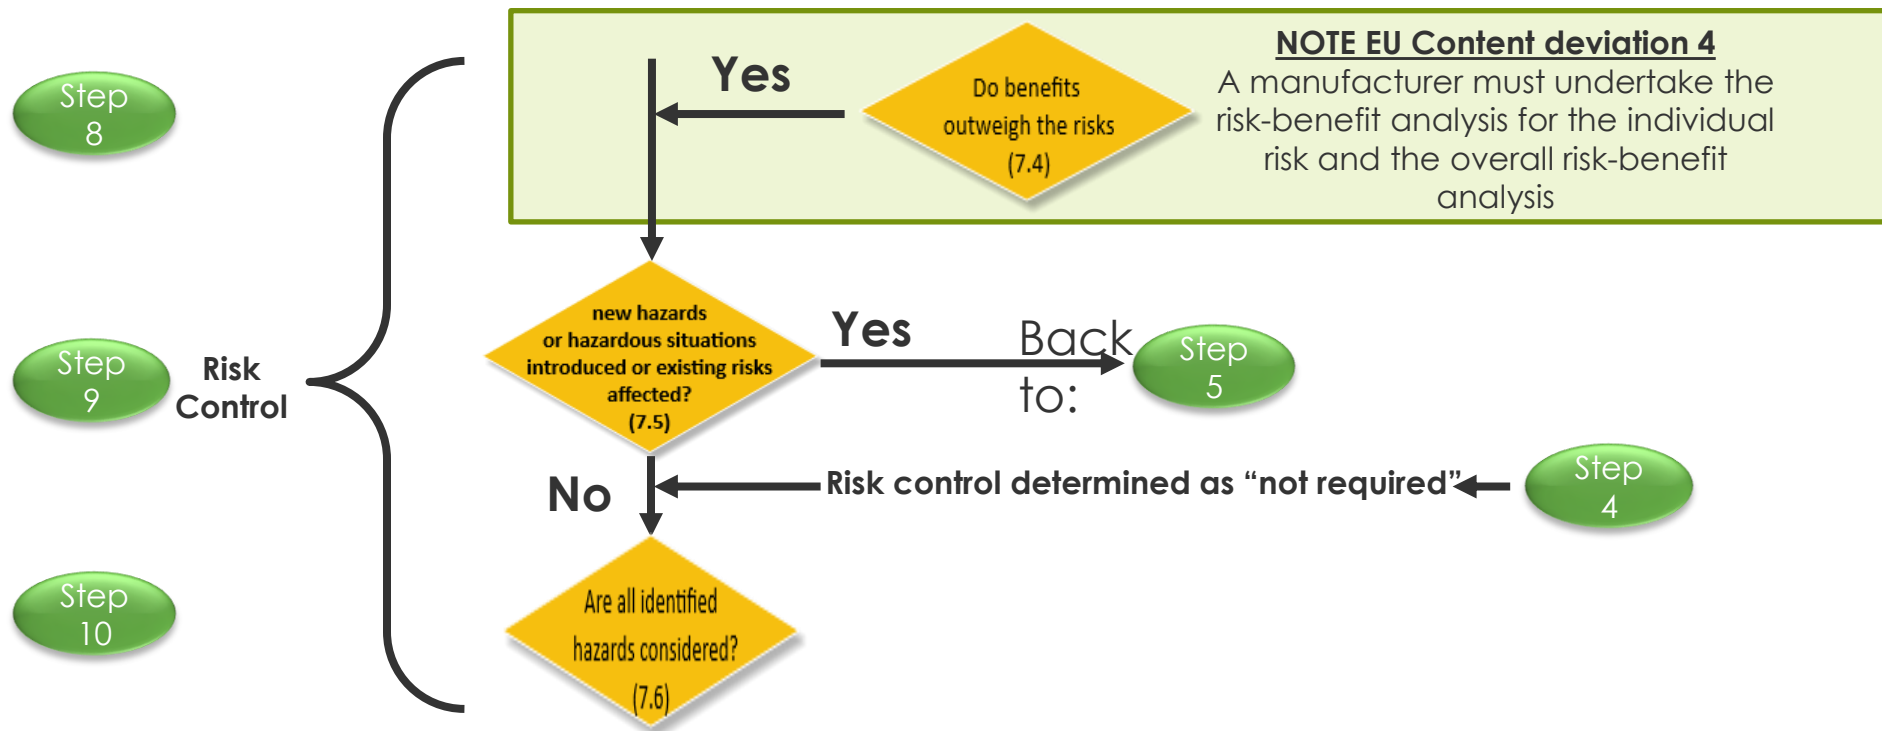 NOTE EU Content deviation 4
A manufacturer must undertake the
risk-benefit analysis for the individual
risk and the overall risk-benefit
analysis
Step
8
Yes
Do benefits
outweigh the risks
(7.4)
Step
9
Risk
Control
new hazards
or hazardous situations
introduced or existing risks
affected?
(7.5)
Yes
Back
to:
Step
5
No
Risk control determined as “not required”
Step
4
Step
10
Are all identified
hazards considered?
(7.6)